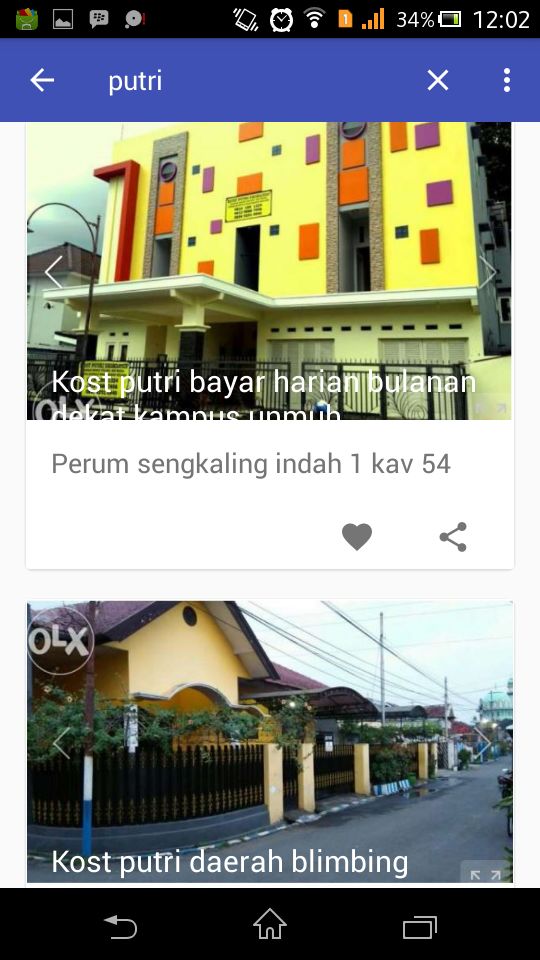 34%
12:02
putri
Kost putri bayar harian bulanan
dekat kampus unmuh
Perum sengkaling indah 1 kav 54
OLX
OLX
Kost putri daerah blimbing